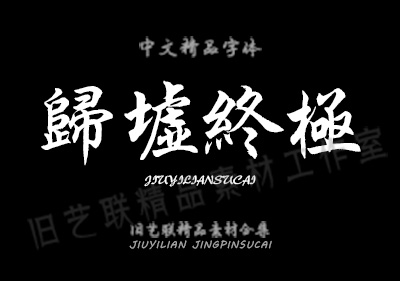 中文精品字体
歸墟終極
JIUYILIANSUCAI
旧艺联精品素材合集
JIUYILIAN JINGPINSUCAI
旧艺联精品素材工作室